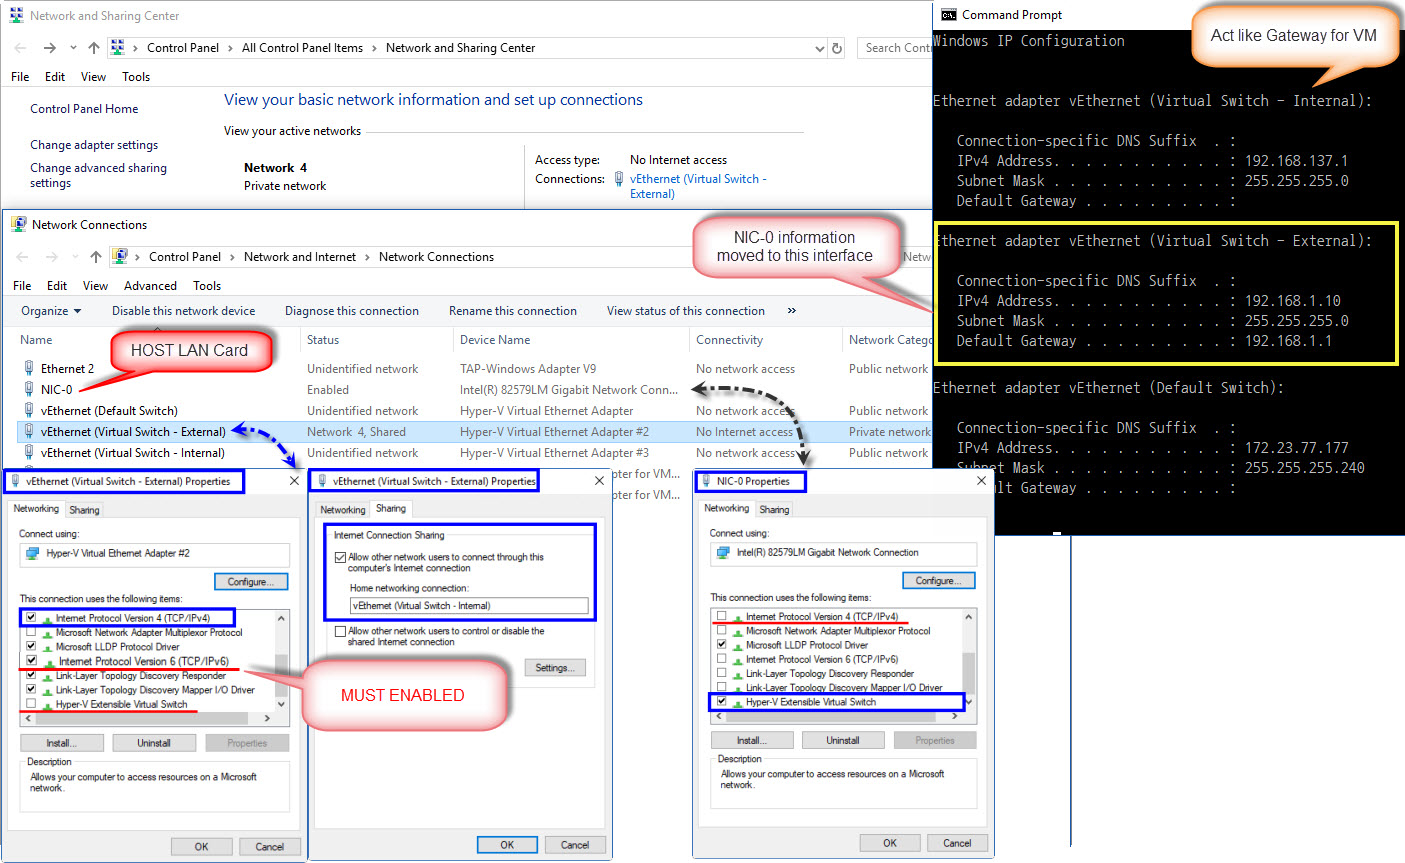 Network and Sharing Center
Control Panel
All Control Panel Items
Network and Sharing Center
Search Contr
File Edit View Tools
Control Panel Home
Change adapter settings
Change advanced sharing
settings
View your basic network information and set up connections
View your active networks
Network 4
Private network
Access type: No Internet access
Connections: vEthernet (Virtual Switch -
External)
Command Prompt
Act like Gateway for VM
Windows IP Configuration
Ethernet adapter vEthernet (Virtual Switch - Internal):
Connection-specific DNS Suffix . :
IPv4 Address. . . . . . . . . . . : 192.168.137.1
Subnet Mask . . . . . . . . . . . : 255.255.255.0
Default Gateway . . . . . . . . . :
Ethernet adapter vEthernet (Virtual Switch - External):
Connection-specific DNS Suffix . :
IPv4 Address. . . . . . . . . . . : 192.168.1.10
Subnet Mask . . . . . . . . . . . : 255.255.255.0
Default Gateway . . . . . . . . . : 192.168.1.1
Ethernet adapter vEthernet (Default Switch):
Connection-specific DNS Suffix . :
IPv4 Address. . . . . . . . . . . : 172.23.77.177
Subnet Mask . . . . . . . . . . . : 255.255.255.240
ult Gateway . . . . . . . . . :
NIC-0 information
moved to this interface
Network Connections
Control Panel
Network and Internet
Network Connections
Netwo
File Edit View Advanced Tools
Organize Disable this network device Diagnose this connection Rename this connection View status of this connection »
Name Status Device Name Connectivity Network Categ
HOST LAN Card
Ethernet 2 Unidentified network TAP-Windows Adapter V9 No network access Public network
NIC-0 Enabled Intel(R) 82579LM Gigabit Network Conn...
vEthernet (Default Switch) Unidentified network Hyper-V Virtual Ethernet Adapter No network access Public network
vEthernet (Virtual Switch - External) Network 4, Shared Hyper-V Virtual Ethernet Adapter #2 No Internet access Private network
vEthernet (Virtual Switch - Internal) Unidentified network Hyper-V Virtual Ethernet Adapter #3 No network access Public network
apter for VM...
pter for VM...
vEthernet (Virtual Switch - External) Properties
Networking Sharing
Connect using:
Hyper-V Virtual Ethernet Adapter #2
Configure...
This connection uses the following items:
Internet Protocol Version 4 (TCP/IPv4)
Microsoft Network Adapter Multiplexor Protocol
Microsoft LLDP Protocol Driver
Internet Protocol Version 6 (TCP/IPv6)
Link-Layer Topology Discovery Responder
Link-Layer Topology Discovery Mapper I/O Driver
Hyper-V Extensible Virtual Switch
Install... Uninstall Properties
Description
Allows your computer to access resources on a Microsoft
network.
OK Cancel
vEthernet (Virtual Switch - External) Properties
Networking Sharing
Internet Connection Sharing
Allow other network users to connect through this
computer's Internet connection
Home networking connection:
vEthernet (Virtual Switch - Internal)
Allow other network users to control or disable the
shared Internet connection
Settings...
MUST ENABLED
OK Cancel
NIC-0 Properties
Networking Sharing
Connect using:
Intel(R) 82579LM Gigabit Network Connection
Configure...
This connection uses the following items:
Internet Protocol Version 4 (TCP/IPv4)
Microsoft Network Adapter Multiplexor Protocol
Microsoft LLDP Protocol Driver
Internet Protocol Version 6 (TCP/IPv6)
Link-Layer Topology Discovery Responder
Link-Layer Topology Discovery Mapper I/O Driver
Hyper-V Extensible Virtual Switch
Install... Uninstall Properties
Description
Allows your computer to access resources on a Microsoft
network.
OK Cancel